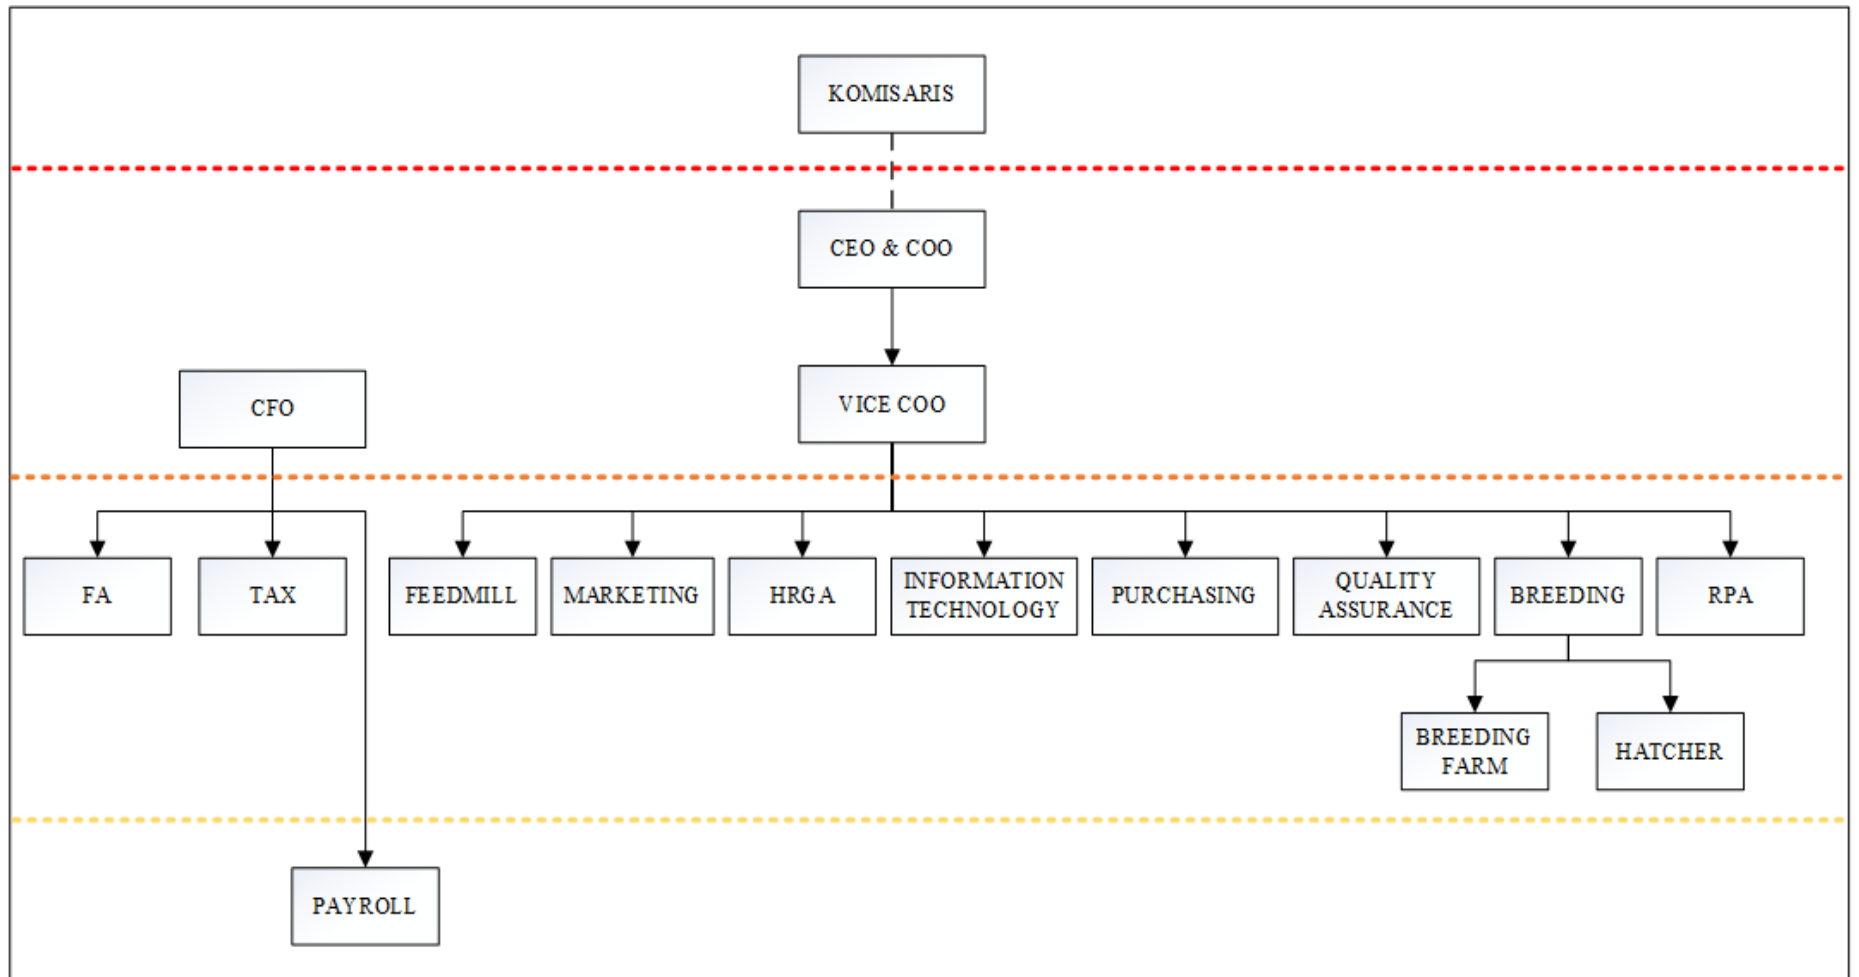 KOMISARIS
CEO & COO
CFO
VICE COO
FA
TAX
FEEDMILL
MARKETING
HRGA
INFORMATION
TECHNOLOGY
PURCHASING
QUALITY
ASSURANCE
BREEDING
RPA
BREEDING
FARM
HATCHER
PAYROLL